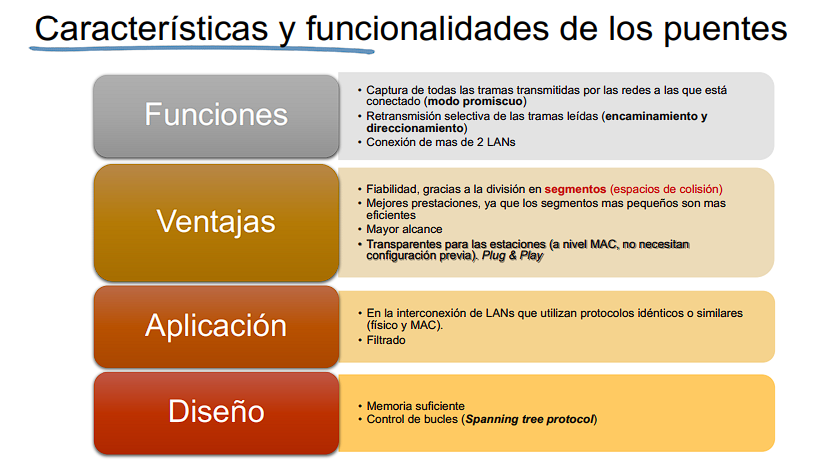 Características y funcionalidades de los puentes
Funciones
• Captura de todas las tramas transmitidas por las redes a las que está
conectado (modo promiscuo)
• Retransmisión selectiva de las tramas leídas (encaminamiento y
direccionamiento)
• Conexión de mas de 2 LANs
Ventajas
• Fiabilidad, gracias a la división en segmentos (espacios de colisión)
• Mejores prestaciones, ya que los segmentos mas pequeños son mas
eficientes
• Mayor alcance
• Transparentes para las estaciones (a nivel MAC, no necesitan
configuración previa). Plug & Play
Aplicación
• En la interconexión de LANs que utilizan protocolos idénticos o similares
(físico y MAC).
• Filtrado
Diseño
• Memoria suficiente
• Control de bucles (Spanning tree protocol)